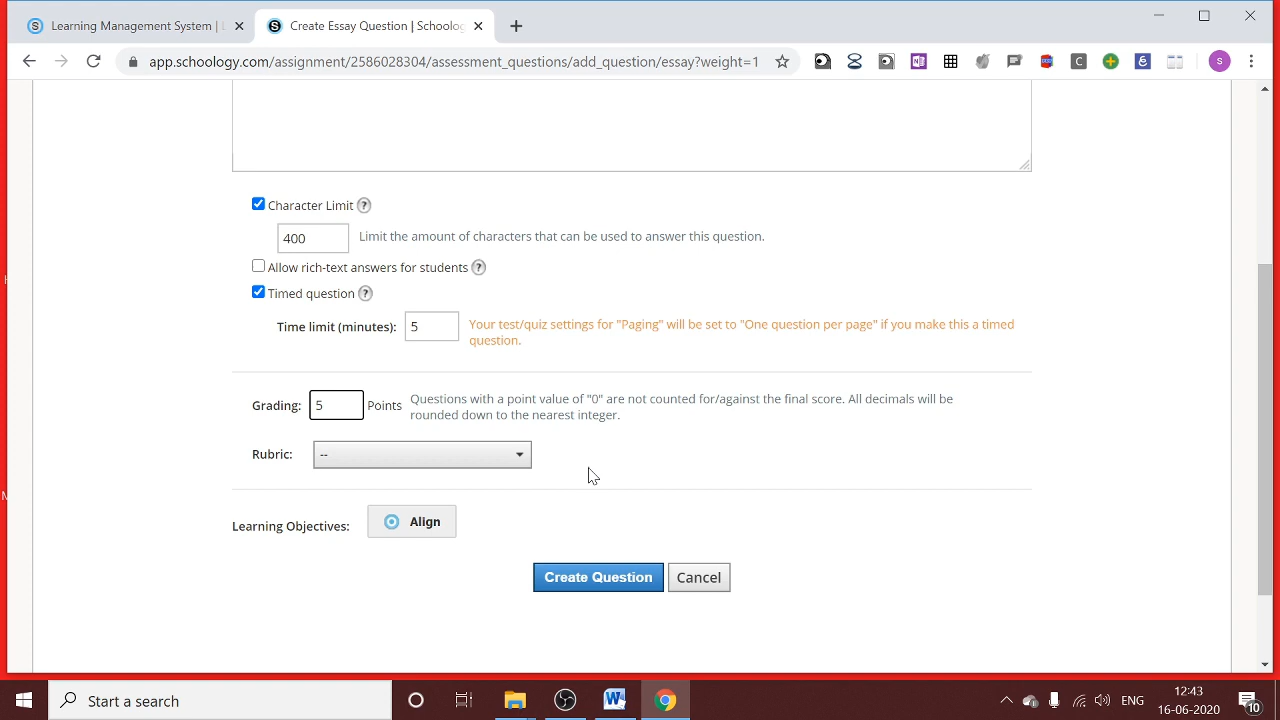 Learning Management System |
Create Essay Question | Schoolog
app.schoology.com/assignment/2586028304/assessment_questions/add_question/essay?weight=1
S
Character Limit ?
400 Limit the amount of characters that can be used to answer this question.
Allow rich-text answers for students ?
Timed question ?
Time limit (minutes): 5 Your test/quiz settings for "Paging" will be set to "One question per page" if you make this a timed
question.
Grading: 5 Points Questions with a point value of "0" are not counted for/against the final score. All decimals will be
rounded down to the nearest integer.
Rubric: --
Learning Objectives: Align
Create Question Cancel
Start a search
ENG
12:43
16-06-2020
10